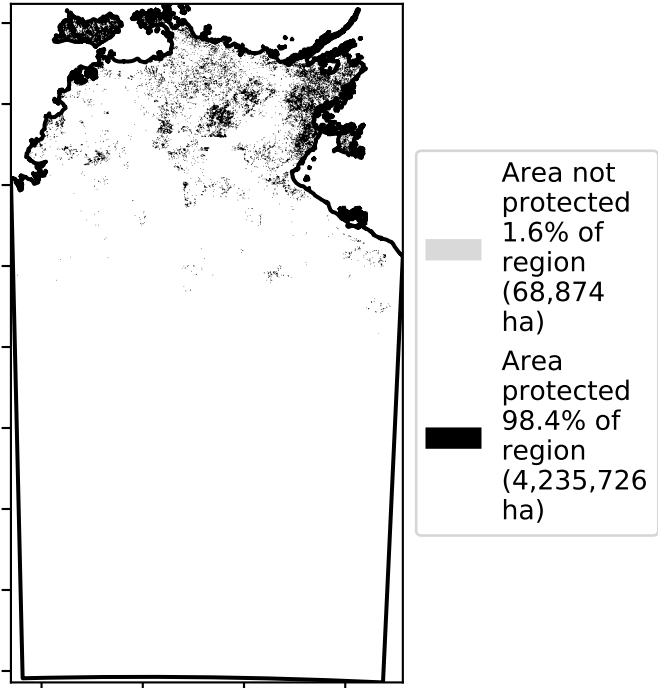 Area not
protected
1.6% of
region
(68,874
ha)
Area
protected
98.4% of
region
(4,235,726
ha)